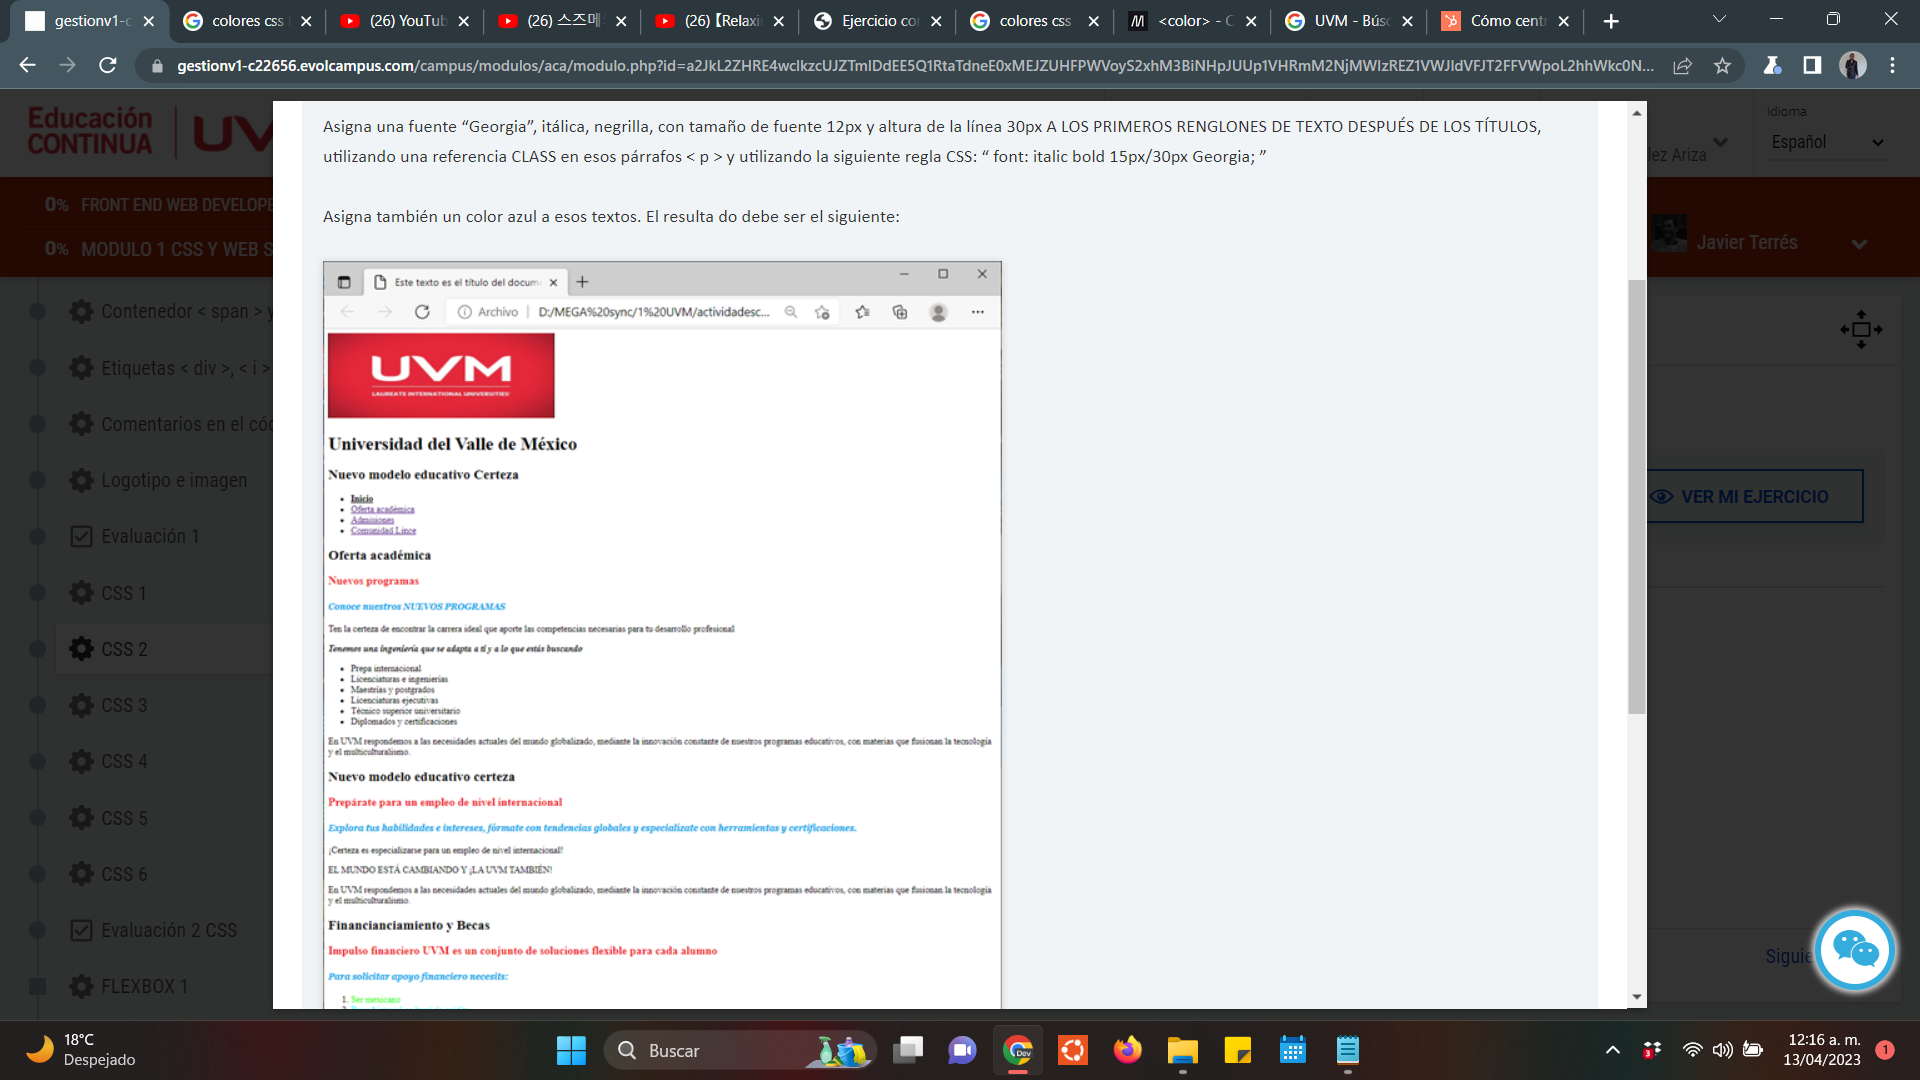 gestionv1-c
colores css
(26) YouTub
(26) 스즈메
(26) 【Relaxi
Ejercicio co
colores css
<color> - C
UVM - Bús
Cómo cent
gestionv1-c22656.evolcampus.com/campus/modulos/aca/modulo.php?id=
Educación
CONTINUA
UV
idioma
Español
lez Ariza
0% FRONT END WEB DEVELOPE
0% MODULO 1 CSS Y WEB S
Javier Terrés
Contenedor < span > y
Etiquetas < div >, < i >
Comentarios en el cód
Logotipo e imagen
Evaluación 1
CSS 1
CSS 2
CSS 3
CSS 4
CSS 5
CSS 6
Evaluación 2 CSS
FLEXBOX 1
Asigna una fuente “Georgia”, itálica, negrilla, con tamaño de fuente 12px y altura de la línea 30px A LOS PRIMEROS RENGLONES DE TEXTO DESPUÉS DE LOS TÍTULOS,
utilizando una referencia CLASS en esos párrafos < p > y utilizando la siguiente regla CSS: “ font: italic bold 15px/30px Georgia; ”
Asigna también un color azul a esos textos. El resulta do debe ser el siguiente:
Este texto es el título del docum
Archivo
D:/MEGA%20sync/1%20UVM/actividadesc...
UVM
LAUREATE INTERNATIONAL UNIVERSITIES
Universidad del Valle de México
Nuevo modelo educativo Certeza
Inicio
Oferta académica
Admisiones
Comunidad Lince
Oferta académica
Nuevos programas
Conoce nuestros NUEVOS PROGRAMAS
Ten la certeza de encontrar la carrera ideal que aporte las competencias necesarias para tu desarrollo profesional
Tenemos una ingeniería que se adapta a ti y a lo que estás buscando
Prepa internacional
Licenciaturas e ingenierías
Maestrías y postgrados
Licenciaturas ejecutivas
Técnico superior universitario
Diplomados y certificaciones
En UVM respondemos a las necesidades actuales del mundo globalizado, mediante la innovación constante de nuestros programas educativos, con materias que fusionan la tecnología
y el multiculturalismo.
Nuevo modelo educativo certeza
Prepárate para un empleo de nivel internacional
Explora tus habilidades e intereses, fórmate con tendencias globales y especialízate con herramientas y certificaciones.
¡Certeza es especializarse para un empleo de nivel internacional!
EL MUNDO ESTÁ CAMBIANDO Y ¡LA UVM TAMBIÉN!
En UVM respondemos a las necesidades actuales del mundo globalizado, mediante la innovación constante de nuestros programas educativos, con materias que fusionan la tecnología
y el multiculturalismo.
Financianciamiento y Becas
Impulso financiero UVM es un conjunto de soluciones flexible para cada alumno
Para solicitar apoyo financiero necesits:
1. Ser mexicano
VER MI EJERCICIO
Siguie
18°C
Despejado
Buscar
Dev
3
12:16 a. m.
13/04/2023
1